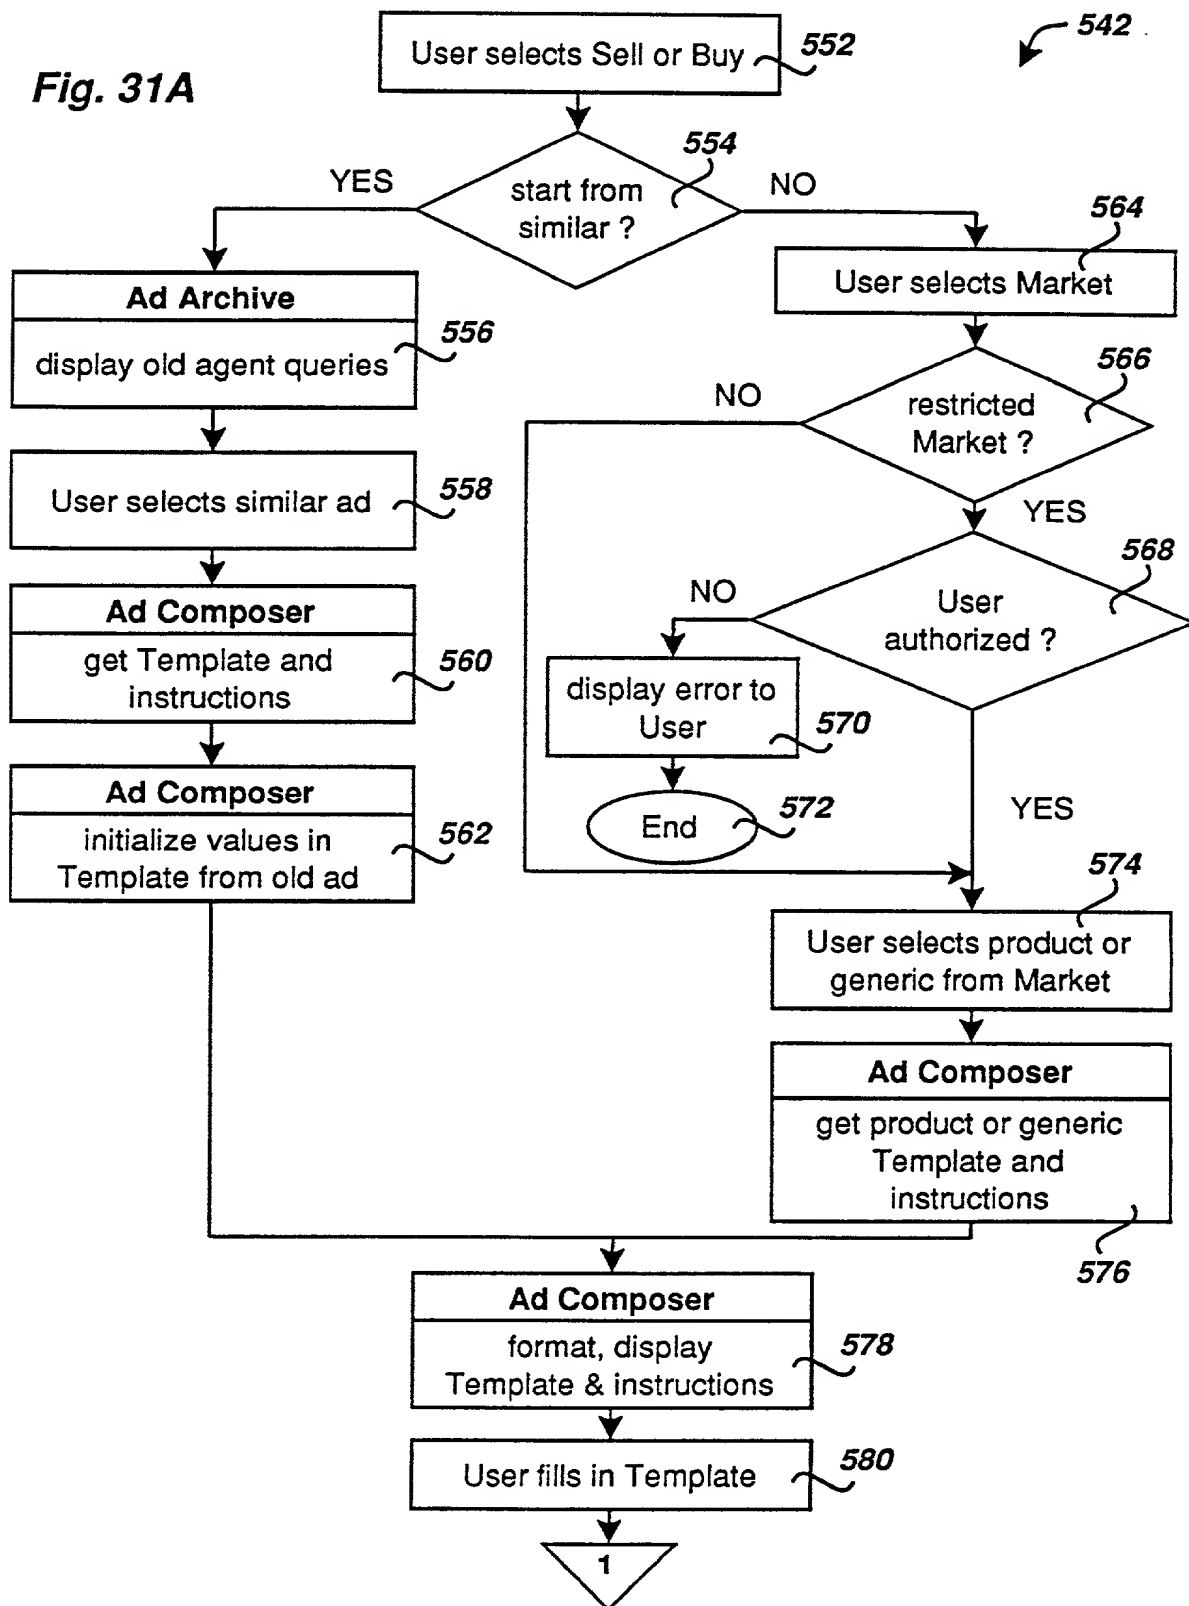 Fig. 31A
542
User selects Sell or Buy
552
554
start from
similar ?
YES
NO
564
User selects Market
Ad Archive
display old agent queries
556
566
restricted
Market ?
NO
YES
User selects similar ad
558
568
User
authorized ?
NO
YES
Ad Composer
get Template and
instructions
560
display error to
User
570
End
572
Ad Composer
initialize values in
Template from old ad
562
574
User selects product or
generic from Market
Ad Composer
get product or generic
Template and
instructions
576
Ad Composer
format, display
Template & instructions
578
User fills in Template
580
1